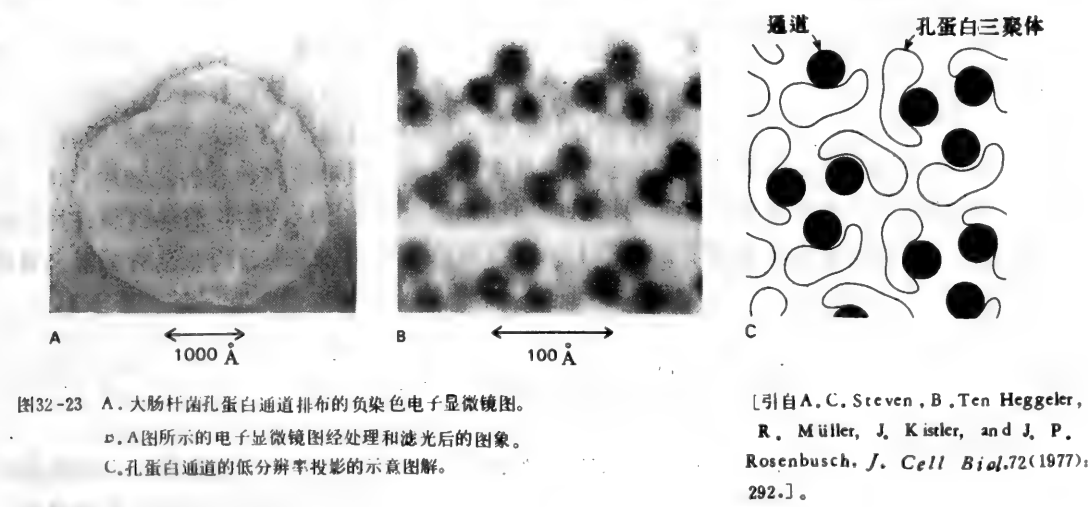 通道
孔蛋白三聚体
A
1000 Å
B
100 Å
C
图32-23 A.大肠杆菌孔蛋白通道排布的负染色电子显微镜图。
B.A图所示的电子显微镜图经处理和滤光后的图象。
C.孔蛋白通道的低分辨率投影的示意图解。
[引自A.C.Steven,B.Ten Heggeler,
R. Müller, J. Kistler, and J. P.
Rosenbusch, J. Cell Biol.72(1977):
292.]。